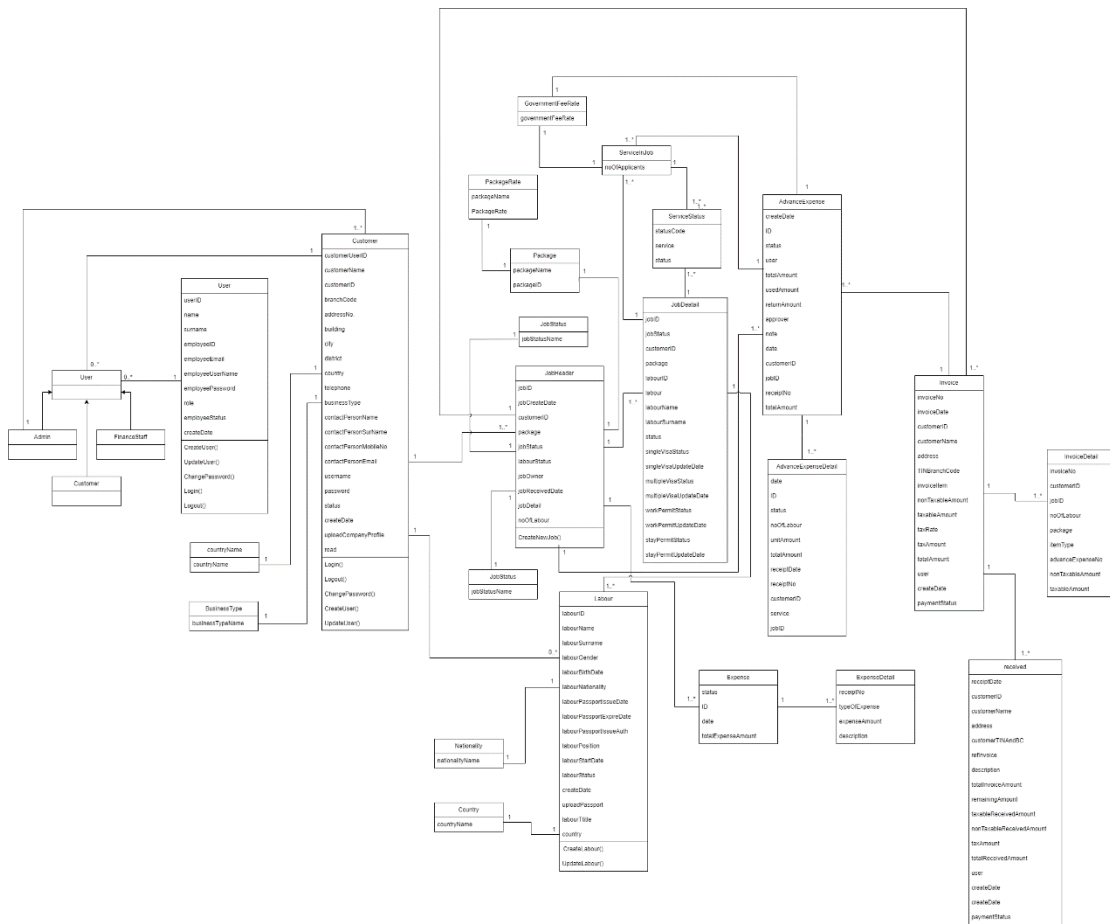 GovernmentFeeRate
governmentFeeRate
ServiceInJob
noOfApplicants
PackageRate
packageName
PackageRate
Package
packageName
packageID
ServiceStatus
statusCode
service
status
AdvanceExpense
createDate
ID
status
user
totalAmount
usedAmount
returnAmount
approver
note
date
customerID
jobID
receiptNo
totalAmount
Customer
customerUserID
customerName
customerID
branchCode
addressNo.
building
city
district
country
telephone
businessType
contactPersonName
contactPersonSurName
contactPersonMobileNo
contactPersonEmail
username
password
status
createDate
uploadCompanyProfile
read
Login()
Logout()
ChangePassword()
CreateUser()
UpdateUser()
User
userID
name
surname
employeeID
employeeEmail
employeeUserName
employeePassword
role
employeeStatus
createDate
CreateUser()
UpdateUser()
ChangePassword()
Login()
Logout()
User
Admin
FinanceStaff
Customer
countryName
countryName
BusinessType
businessTypeName
JobStatus
jobStatusName
JobHeader
jobID
jobCreateDate
customerID
package
jobStatus
labourStatus
jobOwner
jobReceivedDate
jobDetail
noOfLabour
CreateNewJob()
JobStatus
jobStatusName
JobDeatail
jobID
jobStatus
customerID
package
labourID
labour
labourName
labourSurname
status
singleVisaStatus
singleVisaUpdateDate
multipleVisaStatus
multipleVisaUpdateDate
workPermitStatus
workPermitUpdateDate
stayPermitStatus
stayPermitUpdateDate
AdvanceExpenseDetail
date
ID
status
noOfLabour
unitAmount
totalAmount
receiptDate
receiptNo
customerID
service
jobID
Invoice
invoiceNo
invoiceDate
customerID
customerName
address
TINBranchCode
invoiceItem
nonTaxableAmount
taxableAmount
taxRate
taxAmount
totalAmount
user
createDate
paymentStatus
InvoiceDetail
invoiceNo
customerID
jobID
noOfLabour
package
itemType
advanceExpenseNo
nonTaxableAmount
taxableAmount
Labour
labourID
labourName
labourSurname
labourGender
labourBirthDate
labourNationality
labourPassportIssueDate
labourPassportExpireDate
labourPassportIssueAuth
labourPosition
labourStartDate
labourStatus
createDate
uploadPassport
labourTtitle
country
CreateLabour()
UpdateLabour()
Nationality
nationalityName
Country
countryName
Expense
status
ID
date
totalExpenseAmount
ExpenseDetail
receiptNo
typeOfExpense
expenseAmount
description
received
receiptDate
customerID
customerName
address
customerTINAndBC
refInvoice
description
totalInvoiceAmount
remainingAmount
taxableReceivedAmount
nonTaxableReceivedAmount
taxAmount
totalReceivedAmount
user
createDate
createDate
paymentStatus